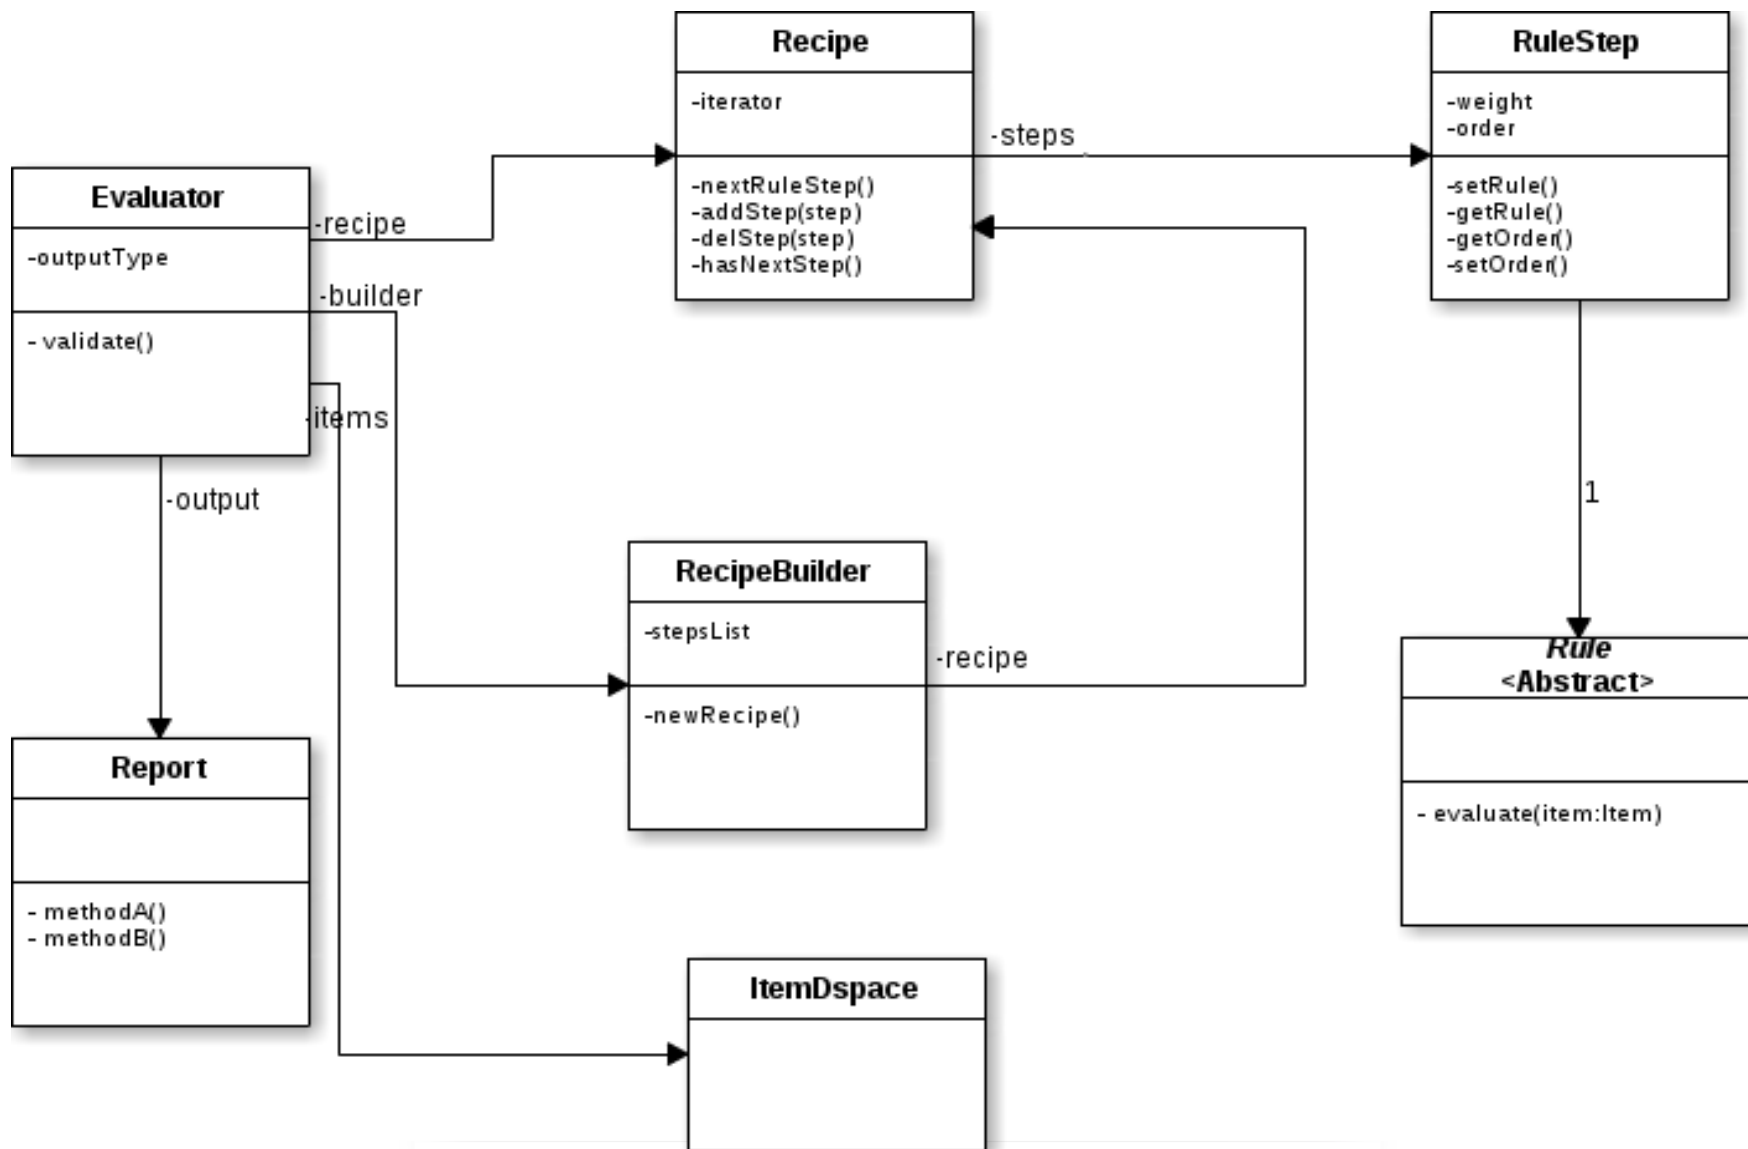 Recipe
-iterator
-nextRuleStep()
-addStep(step)
-delStep(step)
-hasNextStep()
-steps
RuleStep
-weight
-order
-setRule()
-getRule()
-getOrder()
-setOrder()
Evaluator
-outputType
- validate()
-recipe
-builder
-items
-output
1
RecipeBuilder
-stepsList
-newRecipe()
-recipe
Rule
<Abstract>
- evaluate(item:Item)
Report
- methodA()
- methodB()
ItemDspace